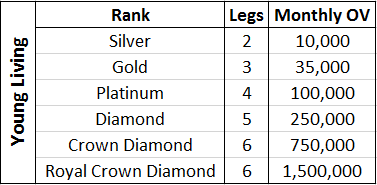 Young Living
Rank Legs Monthly OV
Silver 2 10,000
Gold 3 35,000
Platinum 4 100,000
Diamond 5 250,000
Crown Diamond 6 750,000
Royal Crown Diamond 6 1,500,000